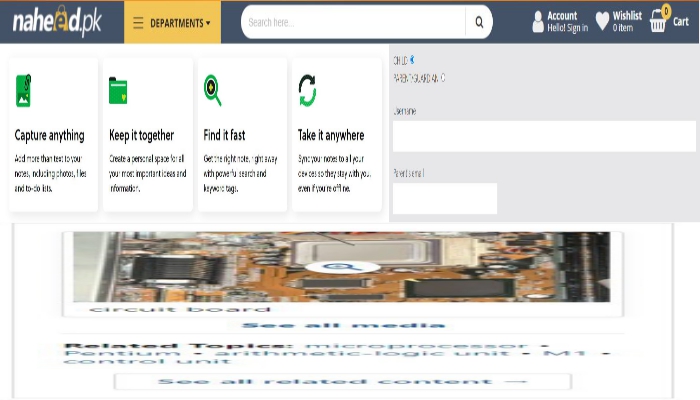 naheed.pk
DEPARTMENTS
Search here...
Account
Hello! Sign in
Wishlist
0 item
0
Cart
Capture anything
Add more than text to your
notes, including photos, files
and to-do lists.
Keep it together
Create a personal space for all
your most important ideas and
information.
Find it fast
Get the right note, right away
with powerful search and
keyword tags.
Take it anywhere
Sync your notes to all your
devices so they stay with you,
even if you're offline.
CHILD
PARENT/GUARDIAN
Username
Parent's email
circuit board
See all media
Related Topics: microprocessor •
Pentium • arithmetic-logic unit • M1 •
control unit
See all related content →